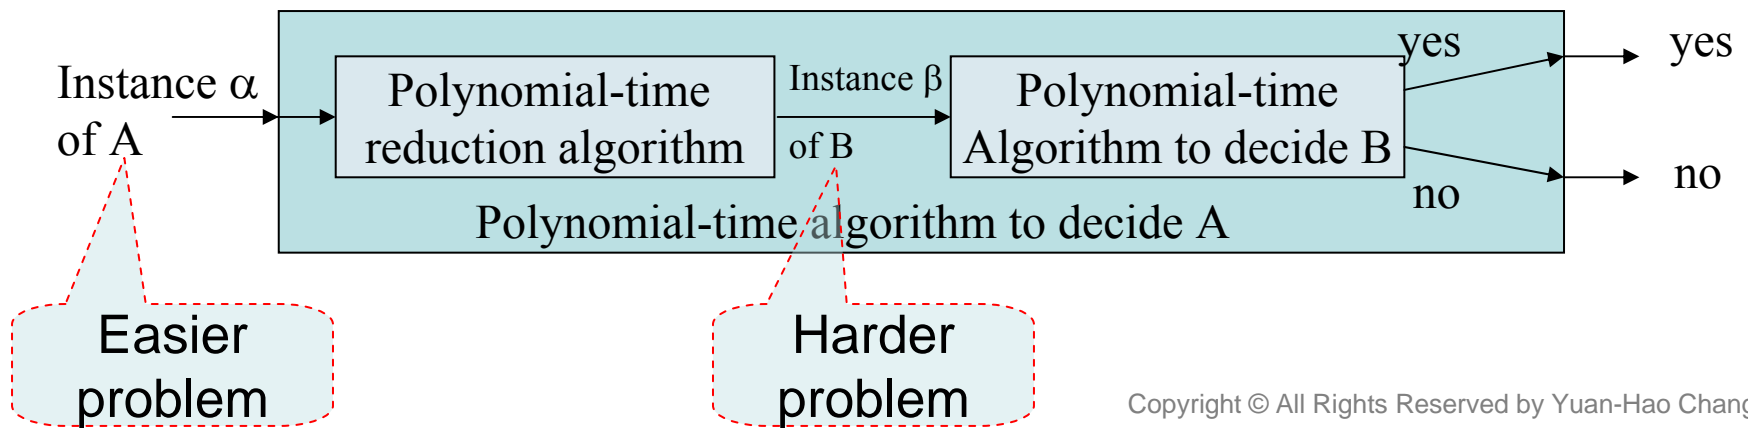 Instance α
of A
Polynomial-time
reduction algorithm
Instance β
of B
Polynomial-time
Algorithm to decide B
yes
no
yes
no
Polynomial-time algorithm to decide A
Easier
problem
Harder
problem
Copyright © All Rights Reserved by Yuan-Hao Chang